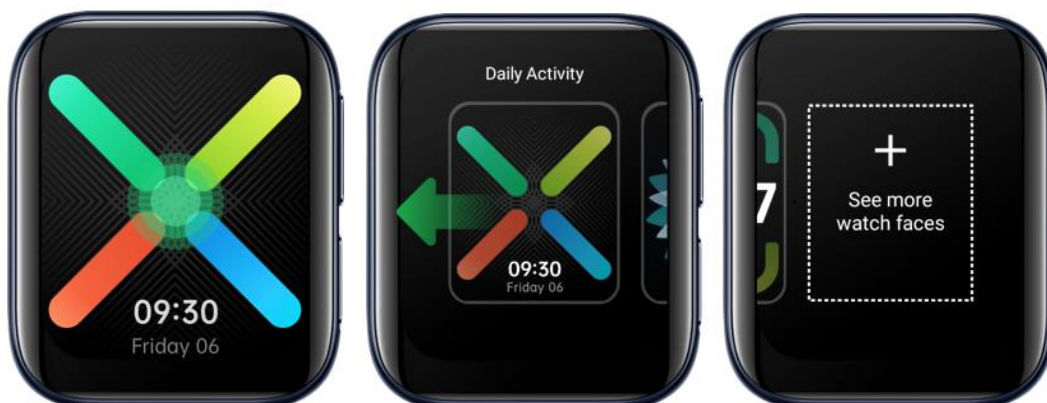 09:30
Friday 06
Daily Activity
09:30
Friday 06
7
+
See more
watch faces